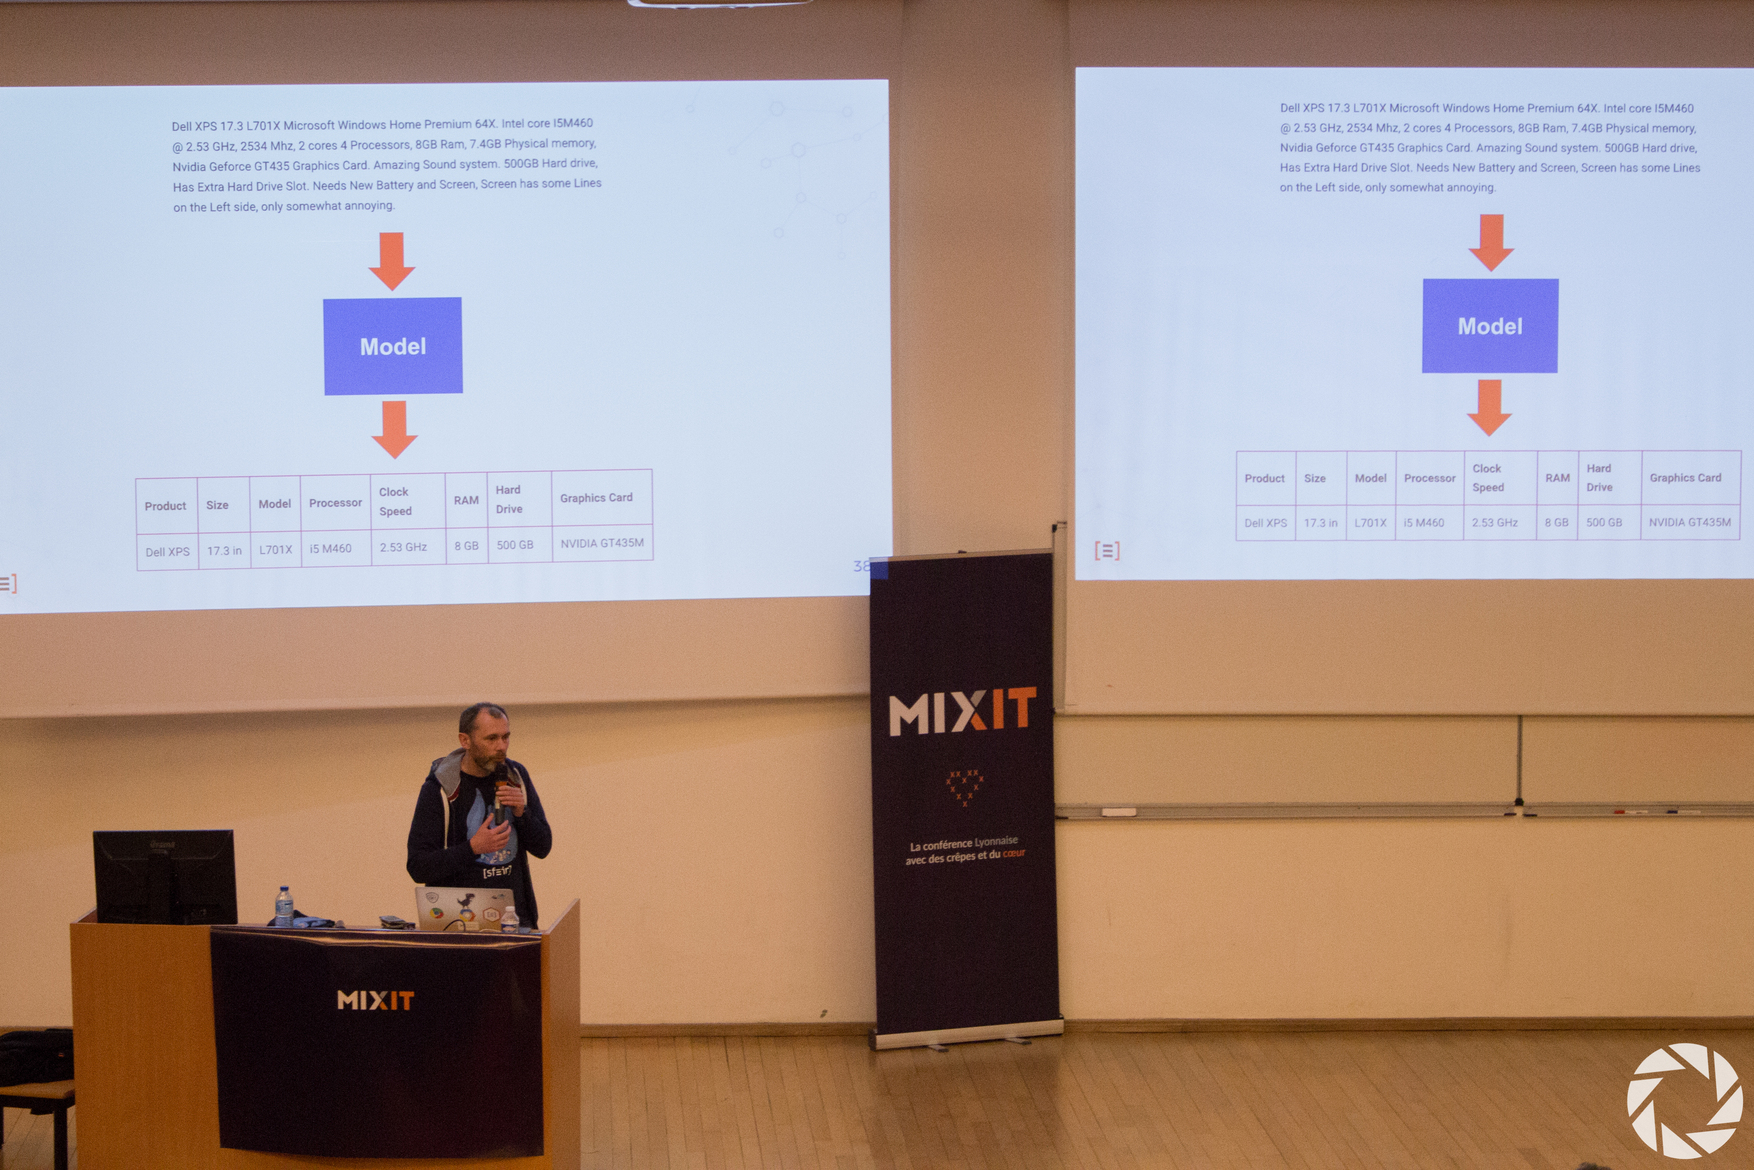 Dell XPS 17.3 L701X Microsoft Windows Home Premium 64X. Intel core I5M460
@ 2.53 GHz, 2534 Mhz, 2 cores 4 Processors, 8GB Ram, 7.4GB Physical memory,
Nvidia Geforce GT435 Graphics Card. Amazing Sound system. 500GB Hard drive,
Has Extra Hard Drive Slot. Needs New Battery and Screen, Screen has some Lines
on the Left side, only somewhat annoying.
Model
Product Size Model Processor Clock Speed RAM Hard Drive Graphics Card
Dell XPS 17.3 in L701X i5 M460 2.53 GHz 8 GB 500 GB NVIDIA GT435M
38
Dell XPS 17.3 L701X Microsoft Windows Home Premium 64X. Intel core I5M460
@ 2.53 GHz, 2534 Mhz, 2 cores 4 Processors, 8GB Ram, 7.4GB Physical memory,
Nvidia Geforce GT435 Graphics Card. Amazing Sound system. 500GB Hard drive,
Has Extra Hard Drive Slot. Needs New Battery and Screen, Screen has some Lines
on the Left side, only somewhat annoying.
Model
Product Size Model Processor Clock Speed RAM Hard Drive Graphics Card
Dell XPS 17.3 in L701X i5 M460 2.53 GHz 8 GB 500 GB NVIDIA GT435M
MIXIT
La conférence Lyonnaise
avec des crêpes et du cœur
iiyama
[sfeir]
MIXIT